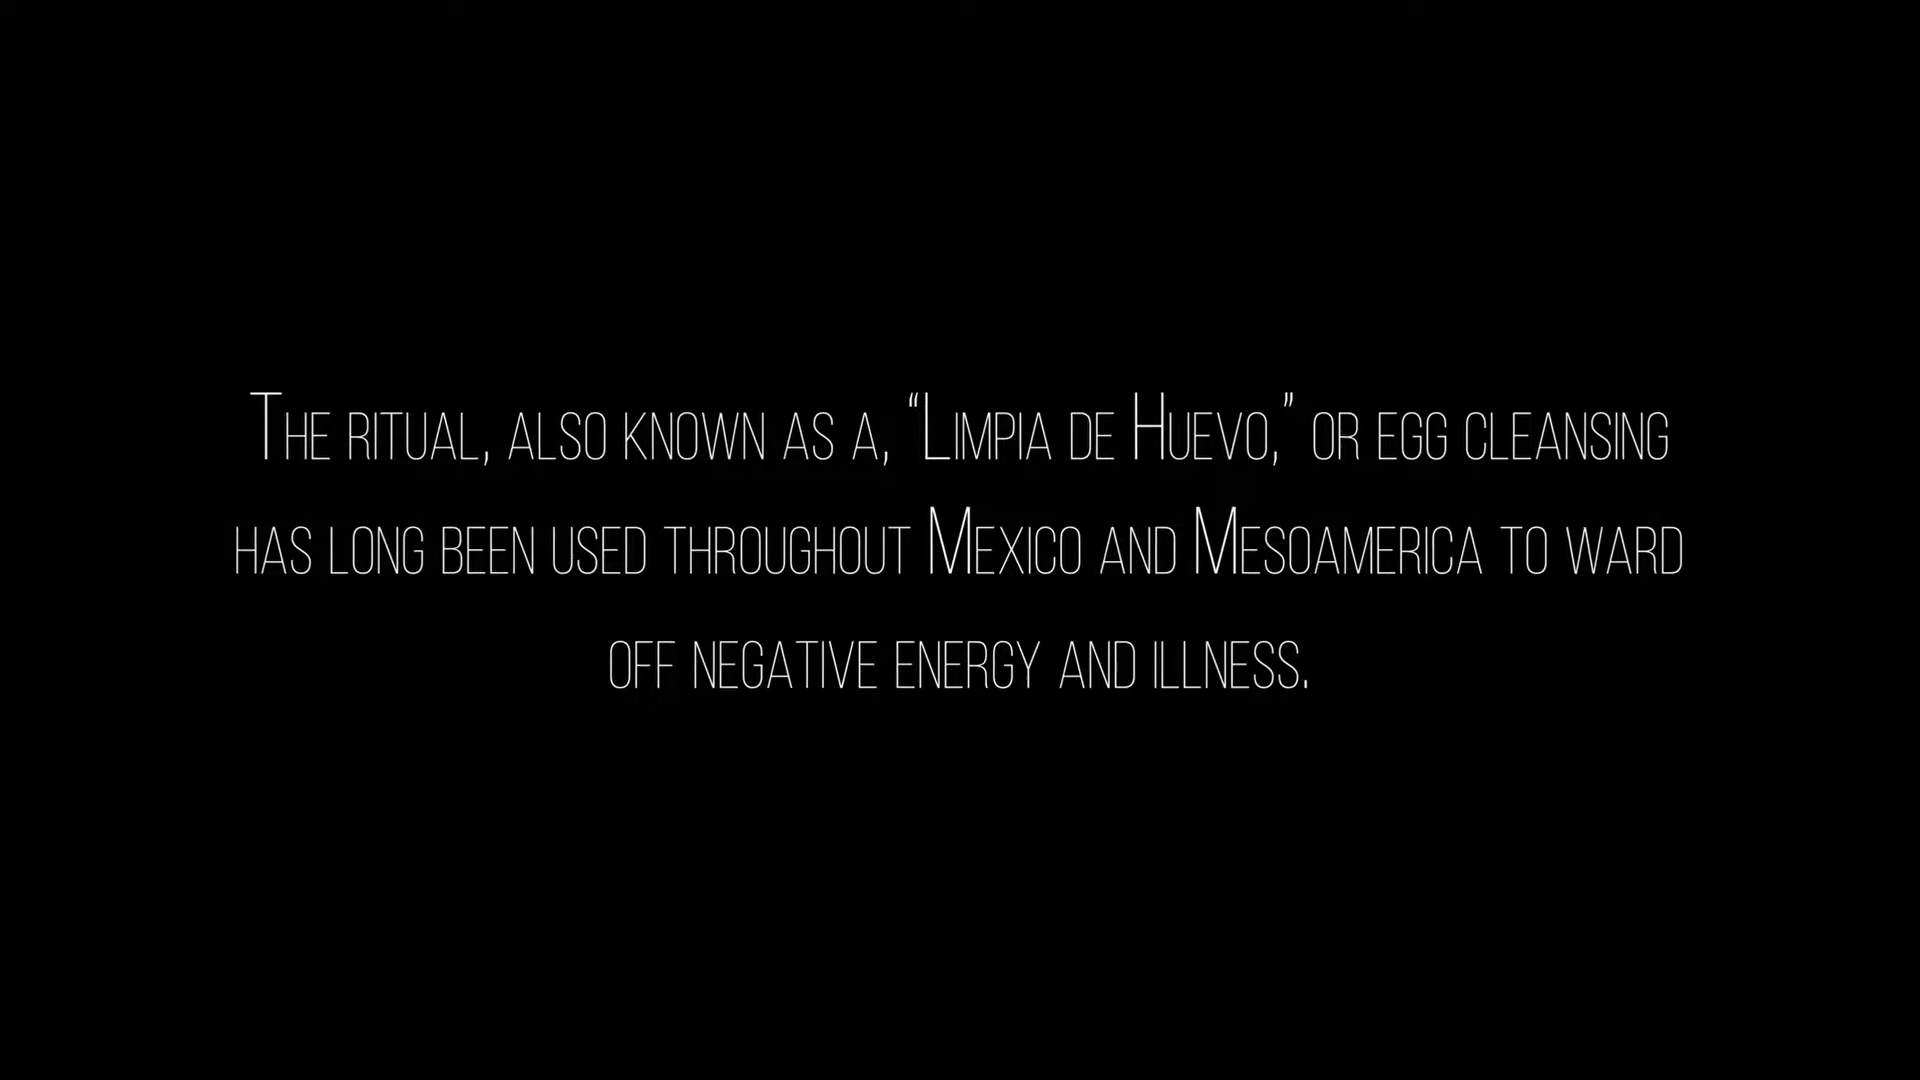 The ritual, also known as a, “Limpia de Huevo,” or egg cleansing
has long been used throughout Mexico and Mesoamerica to ward
off negative energy and illness.